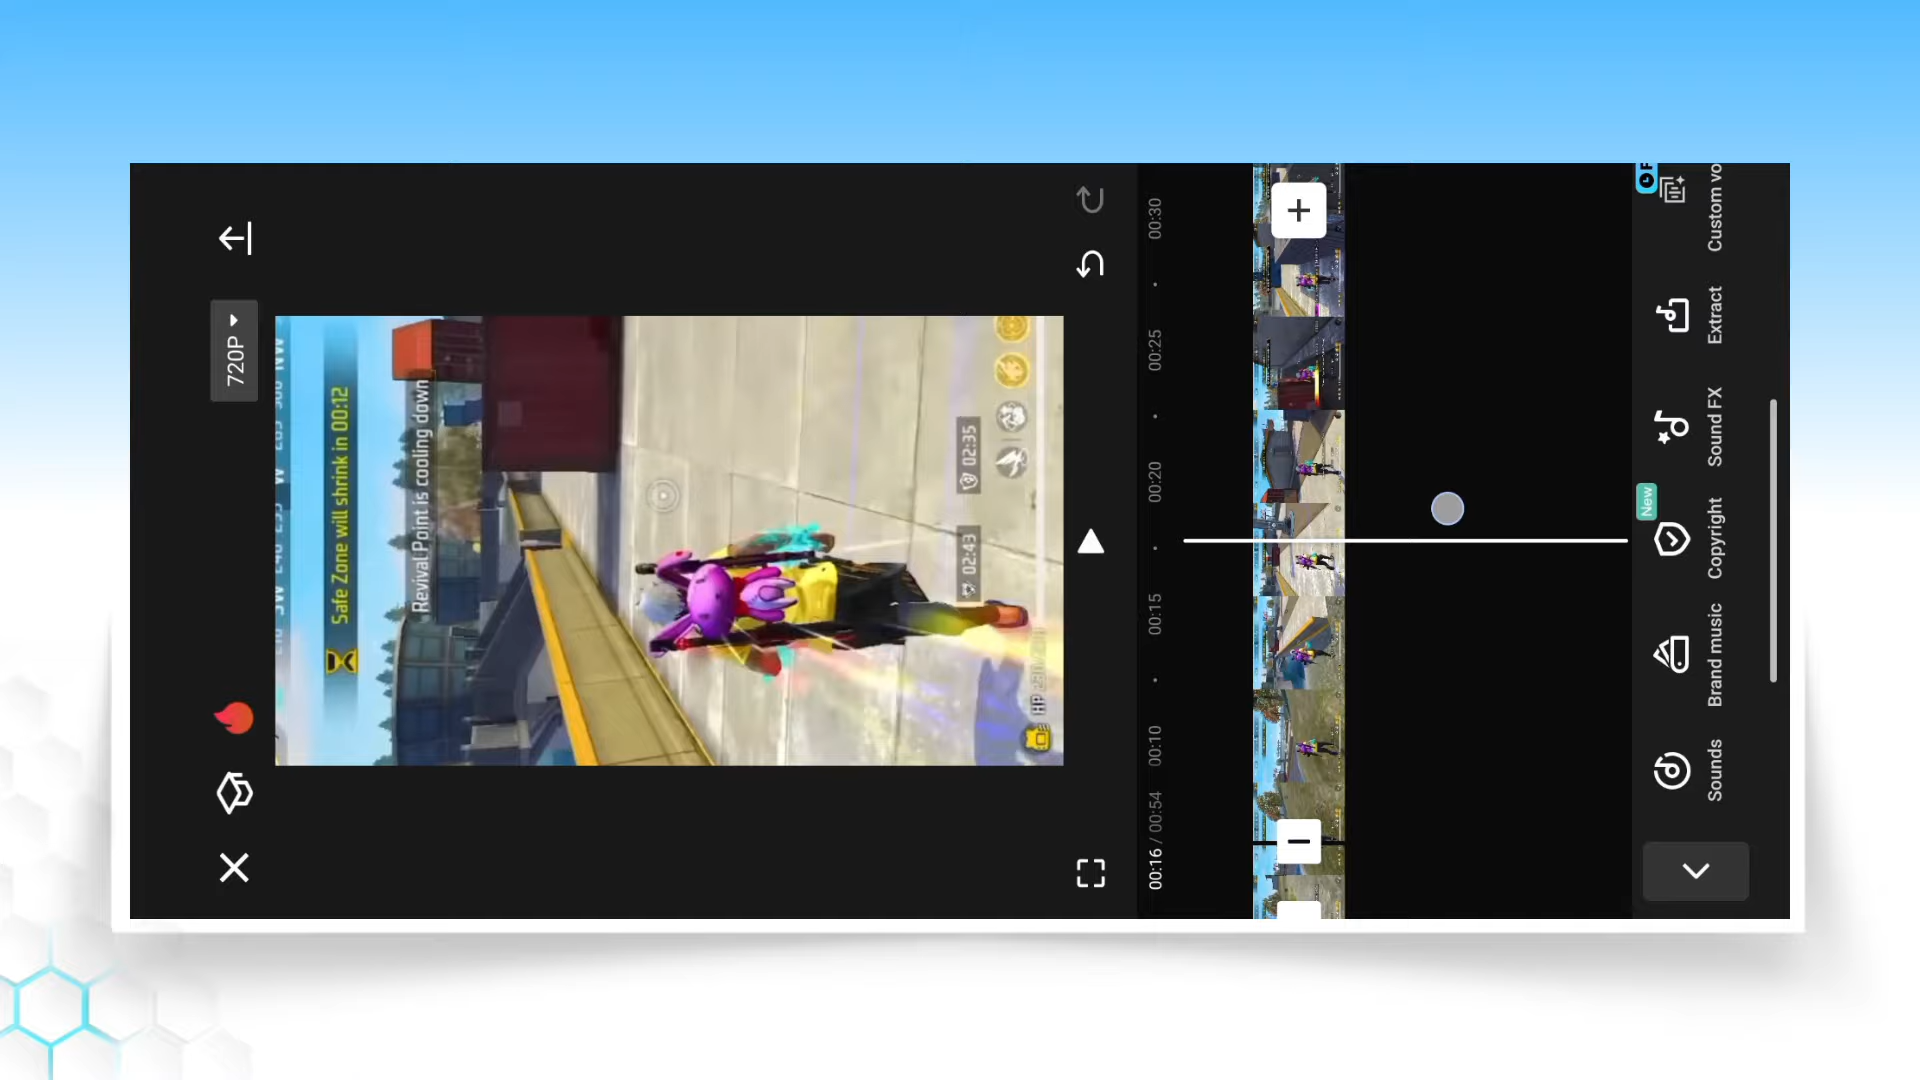 720P
Safe Zone will shrink in 00:12
Revival Point is cooling down
02:43
02:35
00:16 / 00:54
00:10
00:15
00:20
00:25
00:30
Sounds
Brand music
New
Copyright
Sound FX
Extract
Custom vo